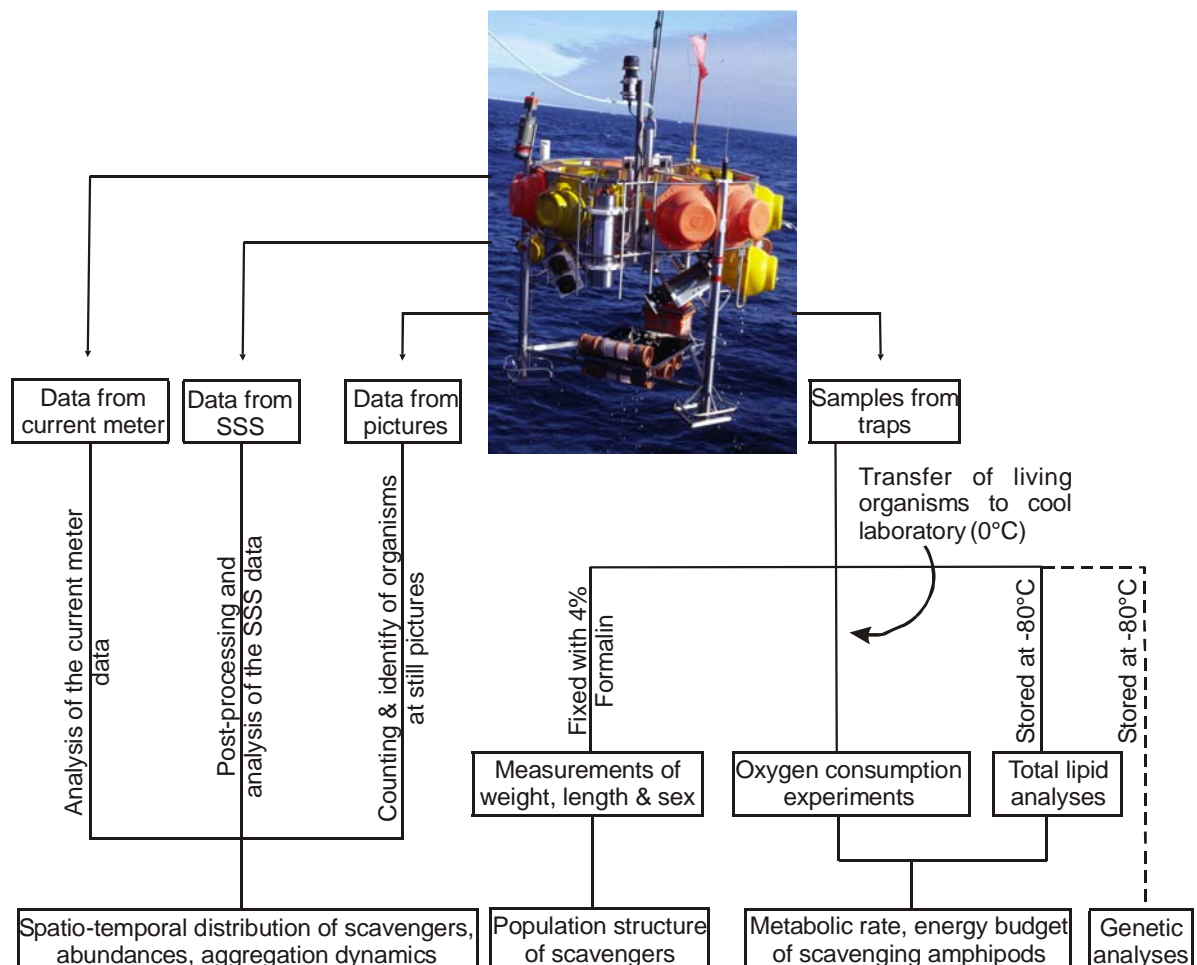 Data from
current meter
Data from
SSS
Data from
pictures
Samples from
traps
Transfer of living
organisms to cool
laboratory (0°C)
Analysis of the current meter
data
Post-processing and
analysis of the SSS data
Counting & identify of organisms
at still pictures
Fixed with 4%
Formalin
Stored at -80°C
Stored at -80°C
Measurements of
weight, length & sex
Oxygen consumption
experiments
Total lipid
analyses
Spatio-temporal distribution of scavengers,
abundances, aggregation dynamics
Population structure
of scavengers
Metabolic rate, energy budget
of scavenging amphipods
Genetic
analyses